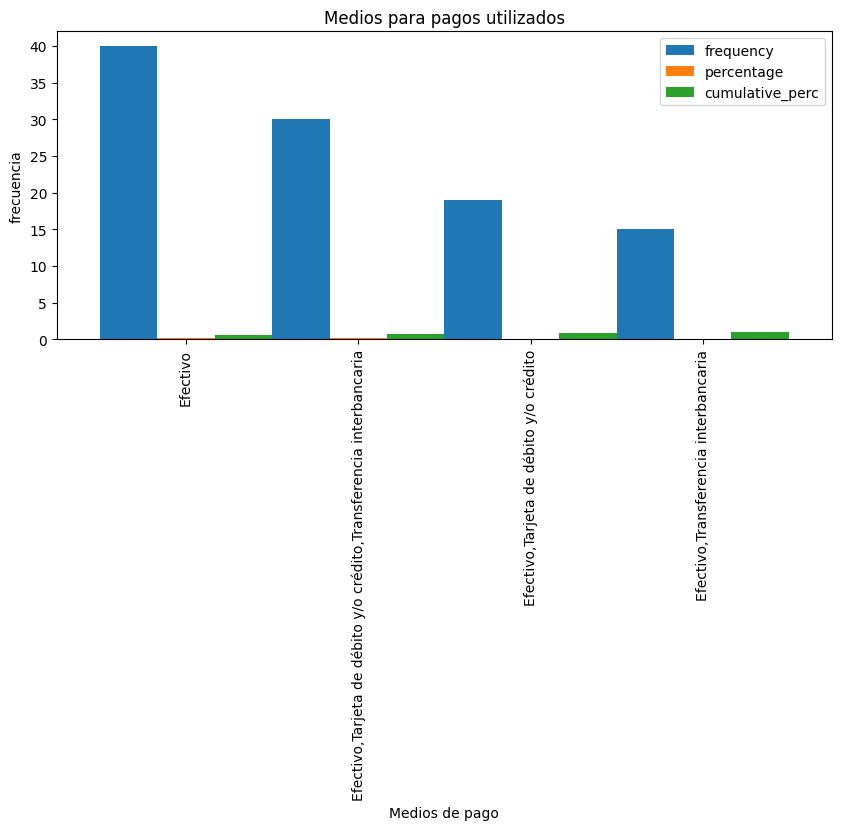 Medios para pagos utilizados
frequency
percentage
cumulative_perc
frecuencia
40
35
30
25
20
15
10
5
0
Efectivo
Efectivo,Tarjeta de débito y/o crédito,Transferencia interbancaria
Efectivo,Tarjeta de débito y/o crédito
Efectivo,Transferencia interbancaria
Medios de pago